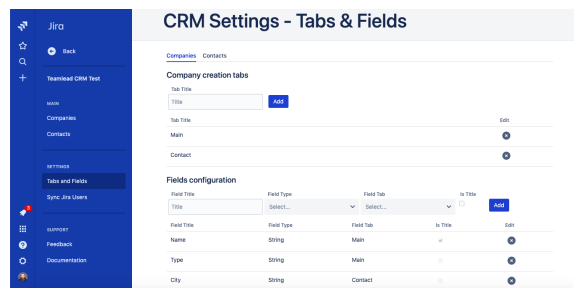 CRM Settings - Tabs & Fields
Jira
Back
Teamlead CRM Test
MAIN
Companies
Contacts
SETTINGS
Tabs and Fields
Sync Jira Users
3
SUPPORT
Feedback
Documentation
Companies Contacts
Company creation tabs
Tab Title
Title Add
Tab Title Edit
Main
Contact
Fields configuration
Field Title Field Type Field Tab Is Title
Title Select... Select... Add
Field Title Field Type Field Tab Is Title Edit
Name String Main
Type String Main
City String Contact